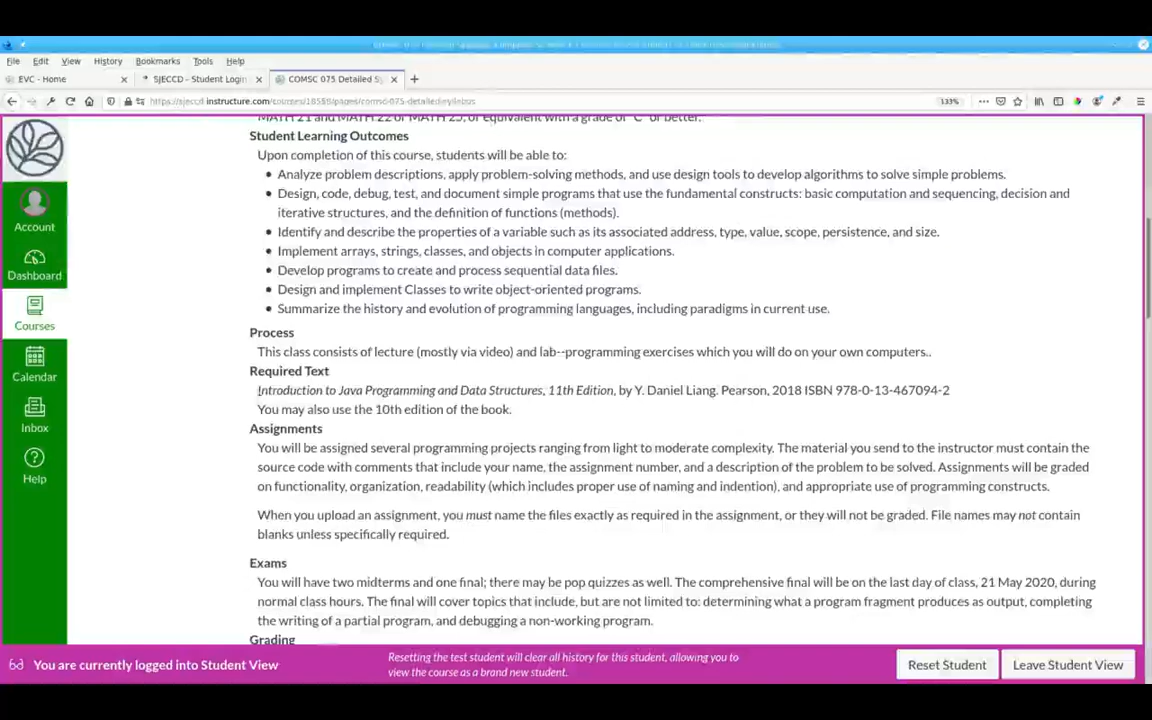 File Edit View History Bookmarks Tools Help
EVC - Home SJECCD - Student Login COMSC 075 Detailed Sy
instructure.com/courses/ 133%
MATH 21 and MATH 22 or MATH 25, or equivalent with a grade of "C" or better.
Student Learning Outcomes
Upon completion of this course, students will be able to:
• Analyze problem descriptions, apply problem-solving methods, and use design tools to develop algorithms to solve simple problems.
• Design, code, debug, test, and document simple programs that use the fundamental constructs: basic computation and sequencing, decision and
iterative structures, and the definition of functions (methods).
• Identify and describe the properties of a variable such as its associated address, type, value, scope, persistence, and size.
• Implement arrays, strings, classes, and objects in computer applications.
• Develop programs to create and process sequential data files.
• Design and implement Classes to write object-oriented programs.
• Summarize the history and evolution of programming languages, including paradigms in current use.
Process
This class consists of lecture (mostly via video) and lab--programming exercises which you will do on your own computers..
Required Text
Introduction to Java Programming and Data Structures, 11th Edition, by Y. Daniel Liang. Pearson, 2018 ISBN 978-0-13-467094-2
You may also use the 10th edition of the book.
Assignments
You will be assigned several programming projects ranging from light to moderate complexity. The material you send to the instructor must contain the
source code with comments that include your name, the assignment number, and a description of the problem to be solved. Assignments will be graded
on functionality, organization, readability (which includes proper use of naming and indention), and appropriate use of programming constructs.
When you upload an assignment, you must name the files exactly as required in the assignment, or they will not be graded. File names may not contain
blanks unless specifically required.
Exams
You will have two midterms and one final; there may be pop quizzes as well. The comprehensive final will be on the last day of class, 21 May 2020, during
normal class hours. The final will cover topics that include, but are not limited to: determining what a program fragment produces as output, completing
the writing of a partial program, and debugging a non-working program.
Grading
Account
Dashboard
Courses
Calendar
Inbox
Help
You are currently logged into Student View
Resetting the test student will clear all history for this student, allowing you to
view the course as a brand new student.
Reset Student
Leave Student View